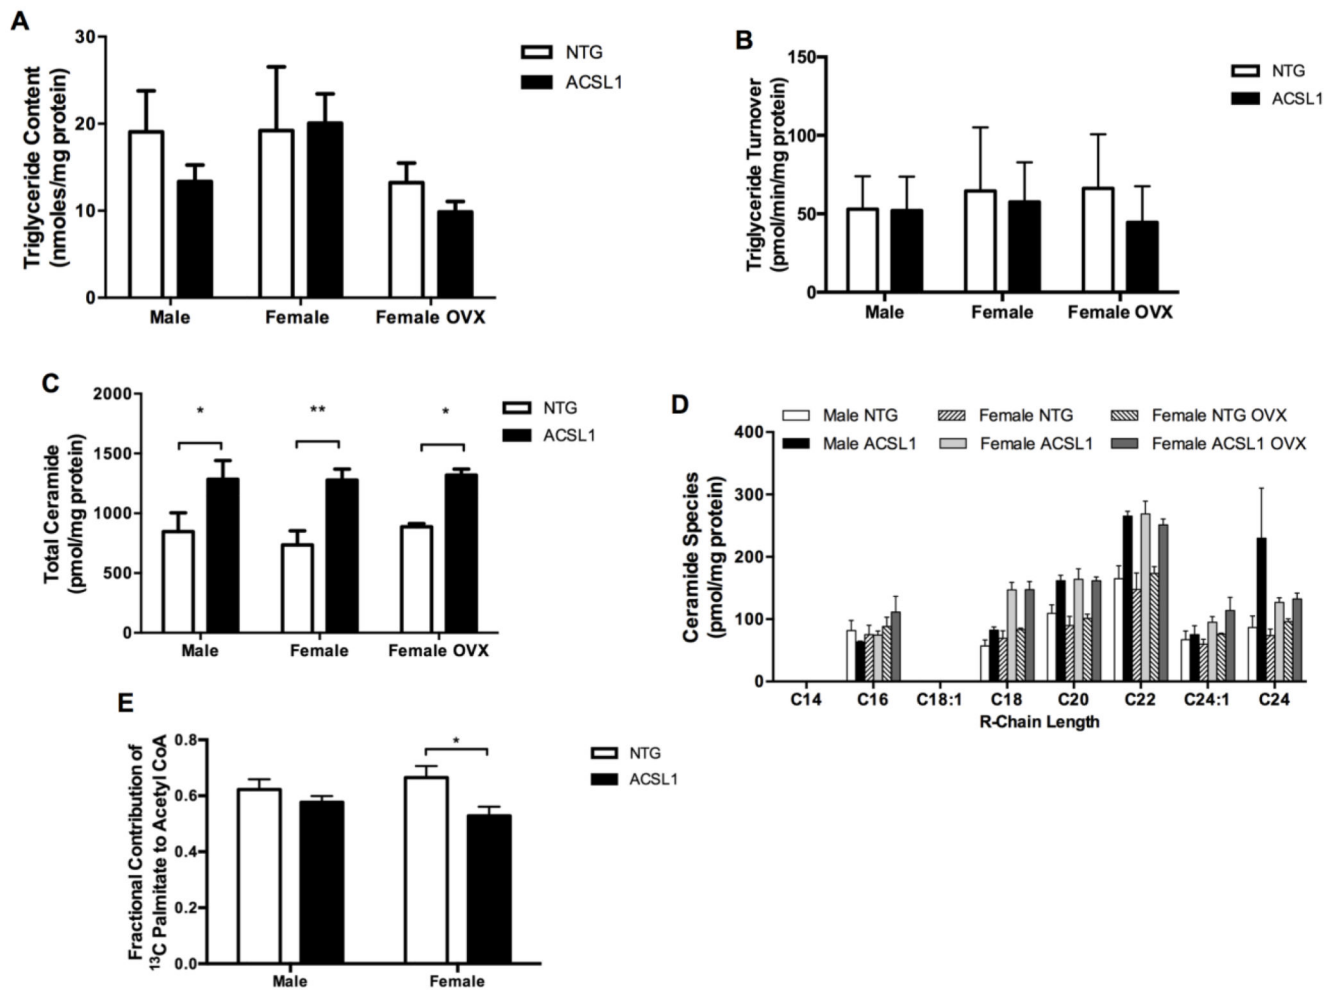 A
Triglyceride Content
(nmoles/mg protein)
30
20
10
0
NTG
ACSL1
Male
Female
Female OVX
B
Triglyceride Turnover
(pmol/min/mg protein)
150
100
50
0
NTG
ACSL1
Male
Female
Female OVX
C
Total Ceramide
(pmol/mg protein)
2000
1500
1000
500
0
*
**
*
NTG
ACSL1
Male
Female
Female OVX
D
Male NTG
Female NTG
Female NTG OVX
Male ACSL1
Female ACSL1
Female ACSL1 OVX
Ceramide Species
(pmol/mg protein)
400
300
200
100
0
C14
C16
C18:1
C18
C20
C22
C24:1
C24
R-Chain Length
E
Fractional Contribution of
13C Palmitate to Acetyl CoA
0.8
0.6
0.4
0.2
0.0
*
NTG
ACSL1
Male
Female